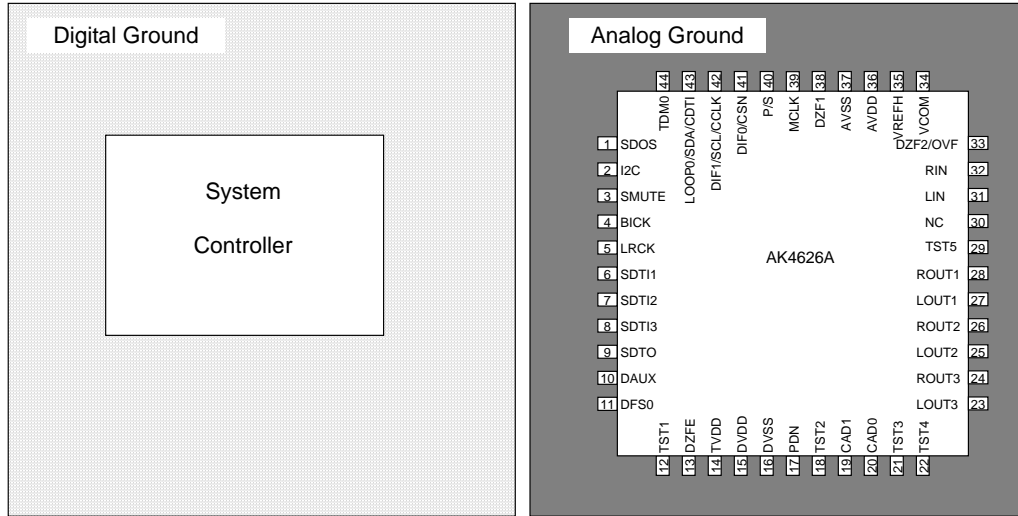 Digital Ground
System
Controller
Analog Ground
44 TDM0
43 LOOP0/SDA/CDTI
42 DIF1/SCL/CCLK
41 DIF0/CSN
40 P/S
39 MCLK
38 DZF1
37 AVSS
36 AVDD
35 VREFH
34 VCOM
1 SDOS
2 I2C
3 SMUTE
4 BICK
5 LRCK
6 SDTI1
7 SDTI2
8 SDTI3
9 SDTO
10 DAUX
11 DFS0
AK4626A
DZF2/OVF 33
RIN 32
LIN 31
NC 30
TST5 29
ROUT1 28
LOUT1 27
ROUT2 26
LOUT2 25
ROUT3 24
LOUT3 23
12 TST1
13 DZFE
14 TVDD
15 DVDD
16 DVSS
17 PDN
18 TST2
19 CAD1
20 CAD0
21 TST3
22 TST4